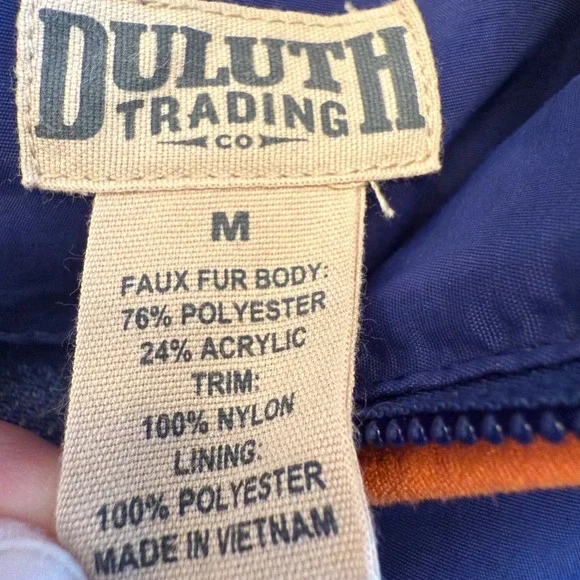 DULUTH
TRADING
CO
M
FAUX FUR BODY:
76% POLYESTER
24% ACRYLIC
TRIM:
100% NYLON
LINING:
100% POLYESTER
MADE IN VIETNAM